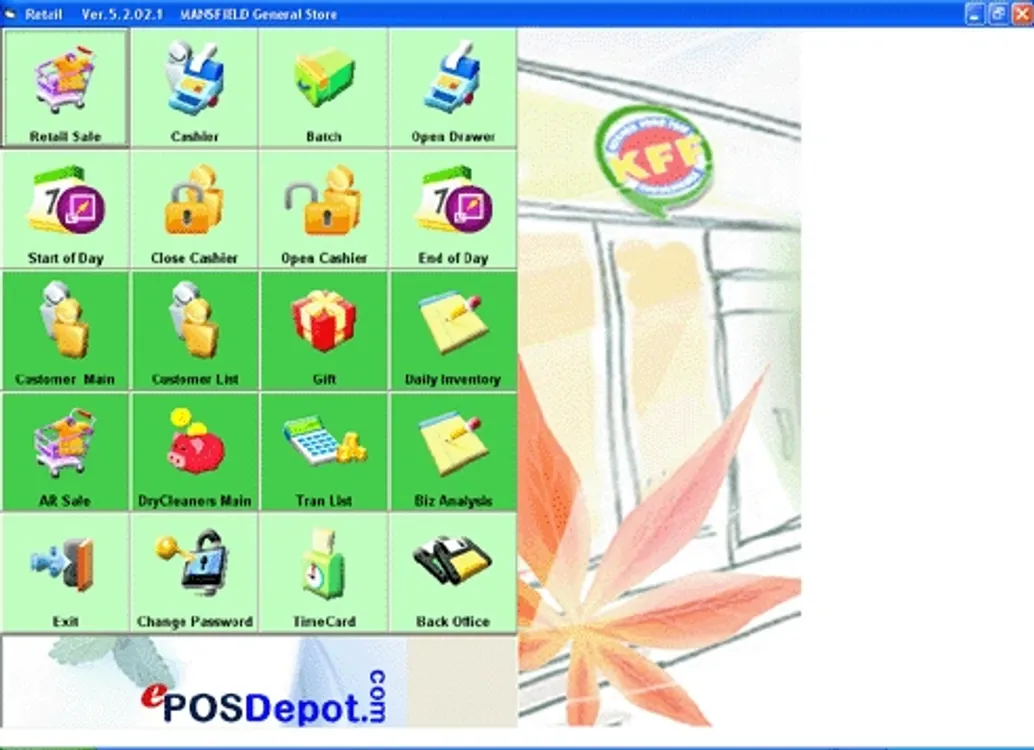 Retail Ver.5.2.02.1 MANSFIELD General Store
Retail Sale
Cashier
Batch
Open Drawer
7
7
Start of Day
Close Cashier
Open Cashier
End of Day
Customer Main
Customer List
Gift
Daily Inventory
AR Sale
DryCleaners Main
Tran List
Biz Analysis
Exit
Change Password
TimeCard
Back Office
KFF
ePOSDepot.com